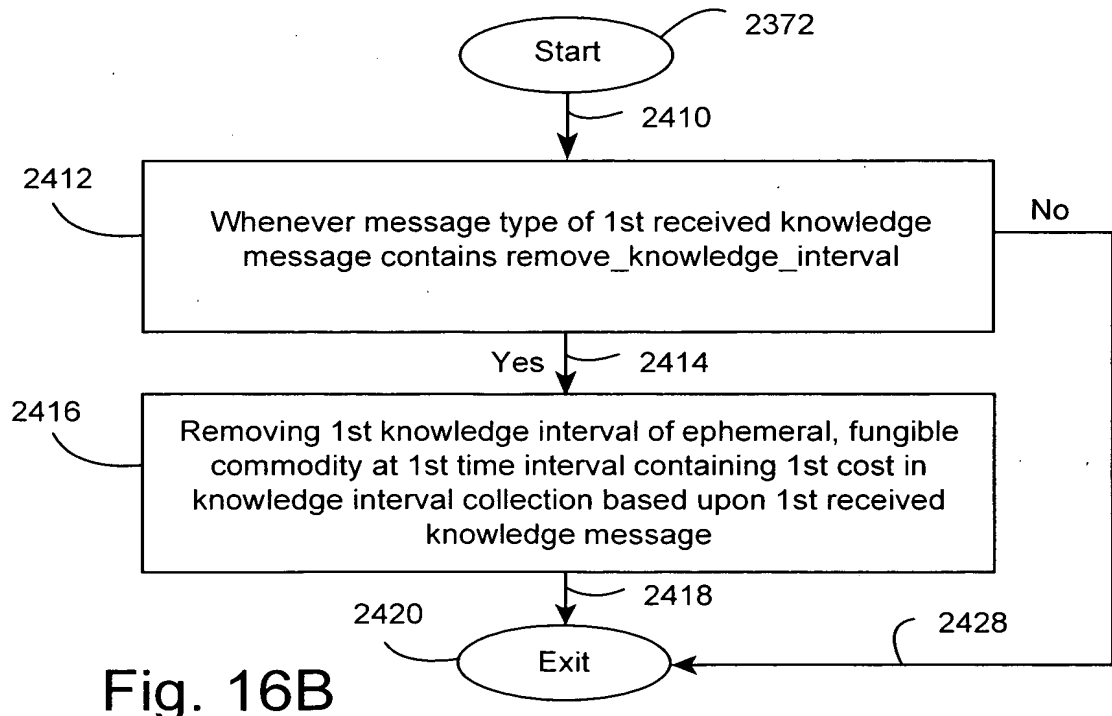 2372
Start
2410
2412
Whenever message type of 1st received knowledge
message contains remove_knowledge_interval
No
Yes
2414
2416
Removing 1st knowledge interval of ephemeral, fungible
commodity at 1st time interval containing 1st cost in
knowledge interval collection based upon 1st received
knowledge message
2418
2420
2428
Exit
Fig. 16B